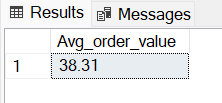 Results Messages
Avg_order_value
1 38.31